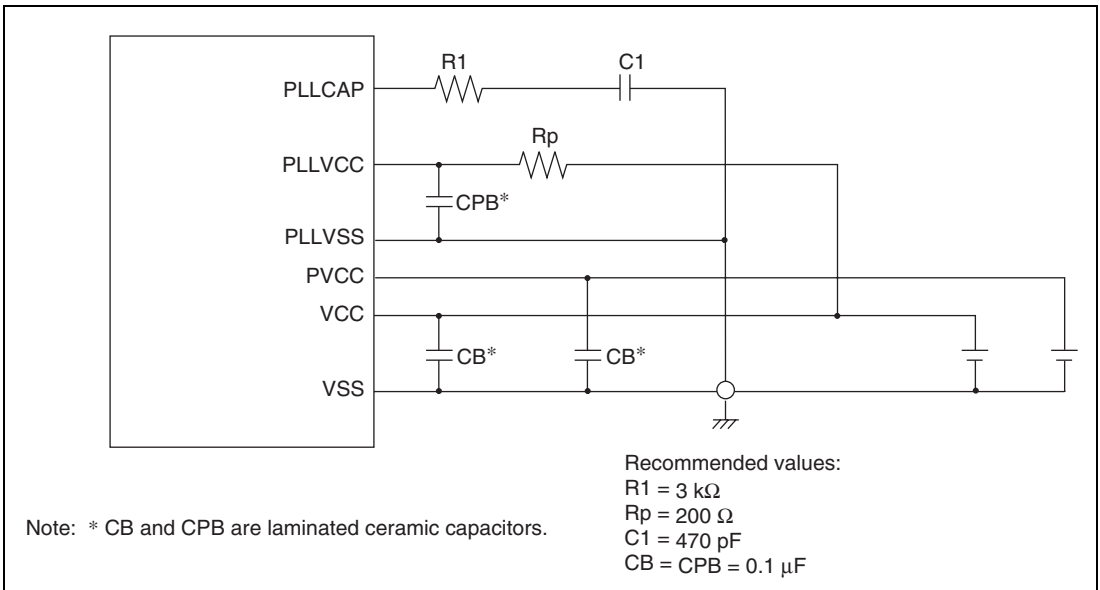 R1
C1
PLLCAP
Rp
PLLVCC
CPB*
PLLVSS
PVCC
VCC
CB*
CB*
VSS
Recommended values:
R1 = 3 kΩ
Rp = 200 Ω
C1 = 470 pF
CB = CPB = 0.1 μF
Note: * CB and CPB are laminated ceramic capacitors.